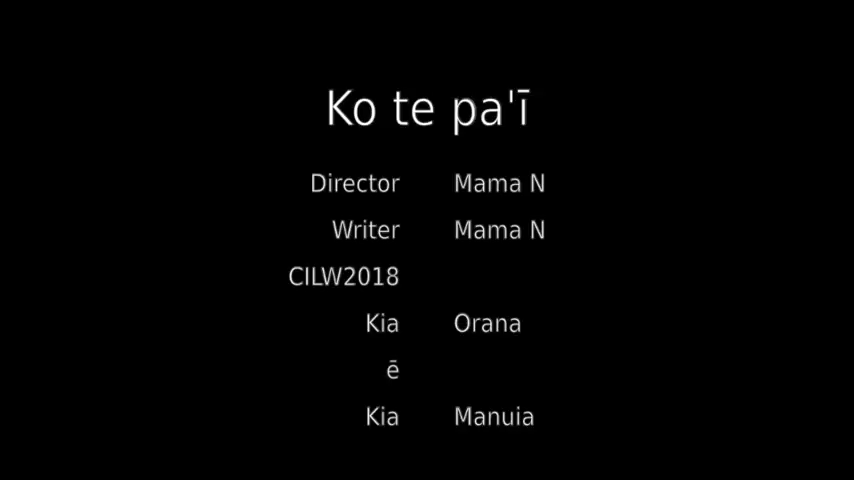 Ko te pa'ī
Director Mama N
Writer Mama N
CILW2018
Kia Orana
ē
Kia Manuia